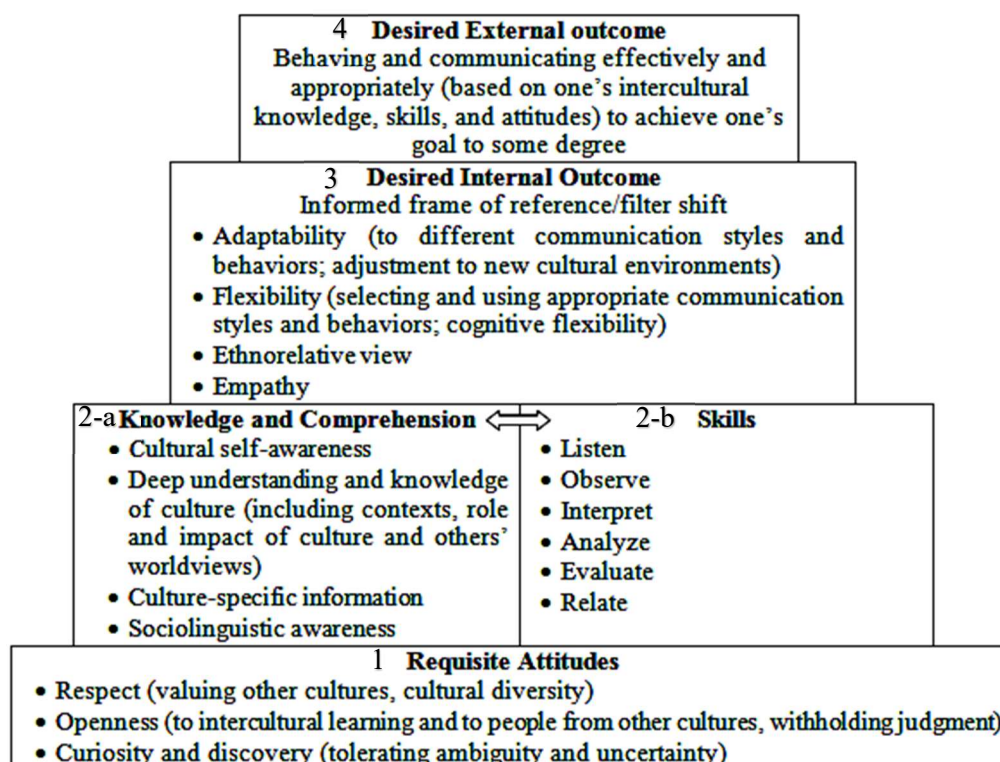 4 Desired External outcome
Behaving and communicating effectively and
appropriately (based on one's intercultural
knowledge, skills, and attitudes) to achieve one's
goal to some degree
3 Desired Internal Outcome
Informed frame of reference/filter shift
• Adaptability (to different communication styles and
behaviors; adjustment to new cultural environments)
• Flexibility (selecting and using appropriate communication
styles and behaviors; cognitive flexibility)
• Ethnorelative view
• Empathy
2-a Knowledge and Comprehension
• Cultural self-awareness
• Deep understanding and knowledge
of culture (including contexts, role
and impact of culture and others'
worldviews)
• Culture-specific information
• Sociolinguistic awareness
2-b Skills
• Listen
• Observe
• Interpret
• Analyze
• Evaluate
• Relate
1 Requisite Attitudes
• Respect (valuing other cultures, cultural diversity)
• Openness (to intercultural learning and to people from other cultures, withholding judgment)
• Curiosity and discovery (tolerating ambiguity and uncertainty)